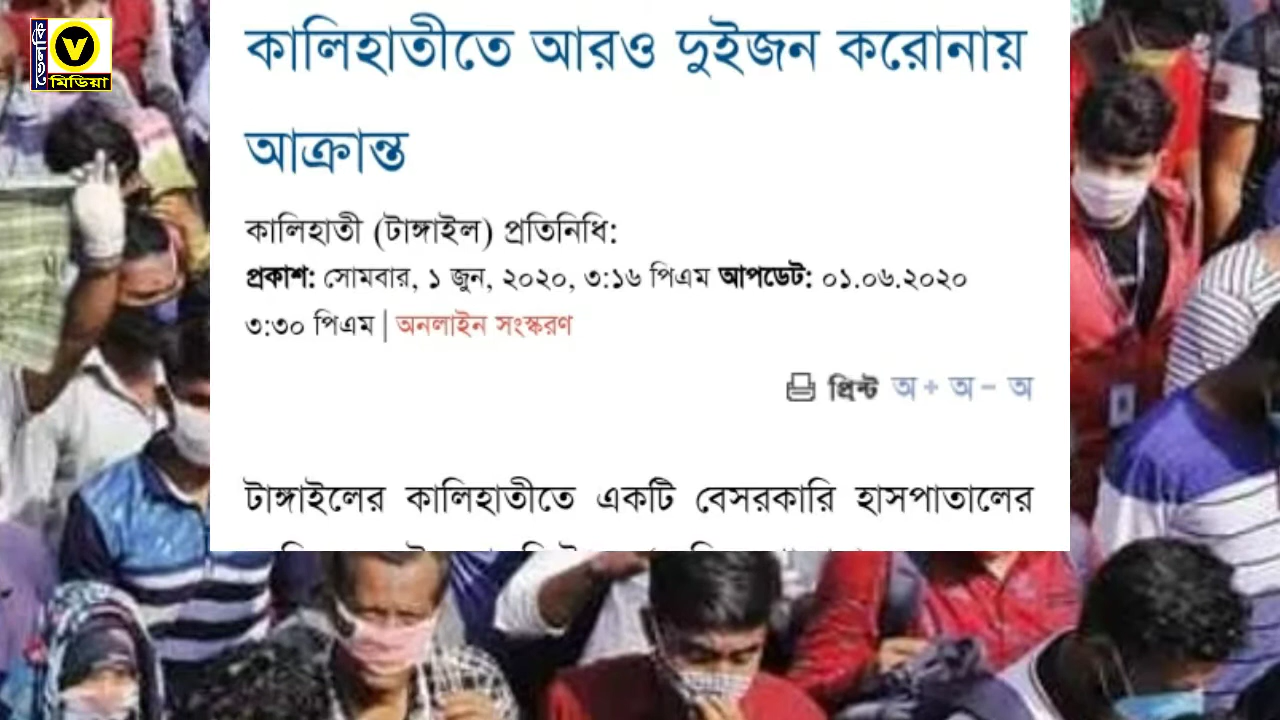 ভেলকি
V
মিডিয়া
কালিহাতীতে আরও দুইজন করোনায়
আক্রান্ত
কালিহাতী (টাঙ্গাইল) প্রতিনিধি:
প্রকাশ: সোমবার, ১ জুন, ২০২০, ৩:১৬ পিএম আপডেট: ০১.০৬.২০২০
৩:৩০ পিএম | অনলাইন সংস্করণ
প্রিন্ট অ + অ - অ
টাঙ্গাইলের কালিহাতীতে একটি বেসরকারি হাসপাতালের